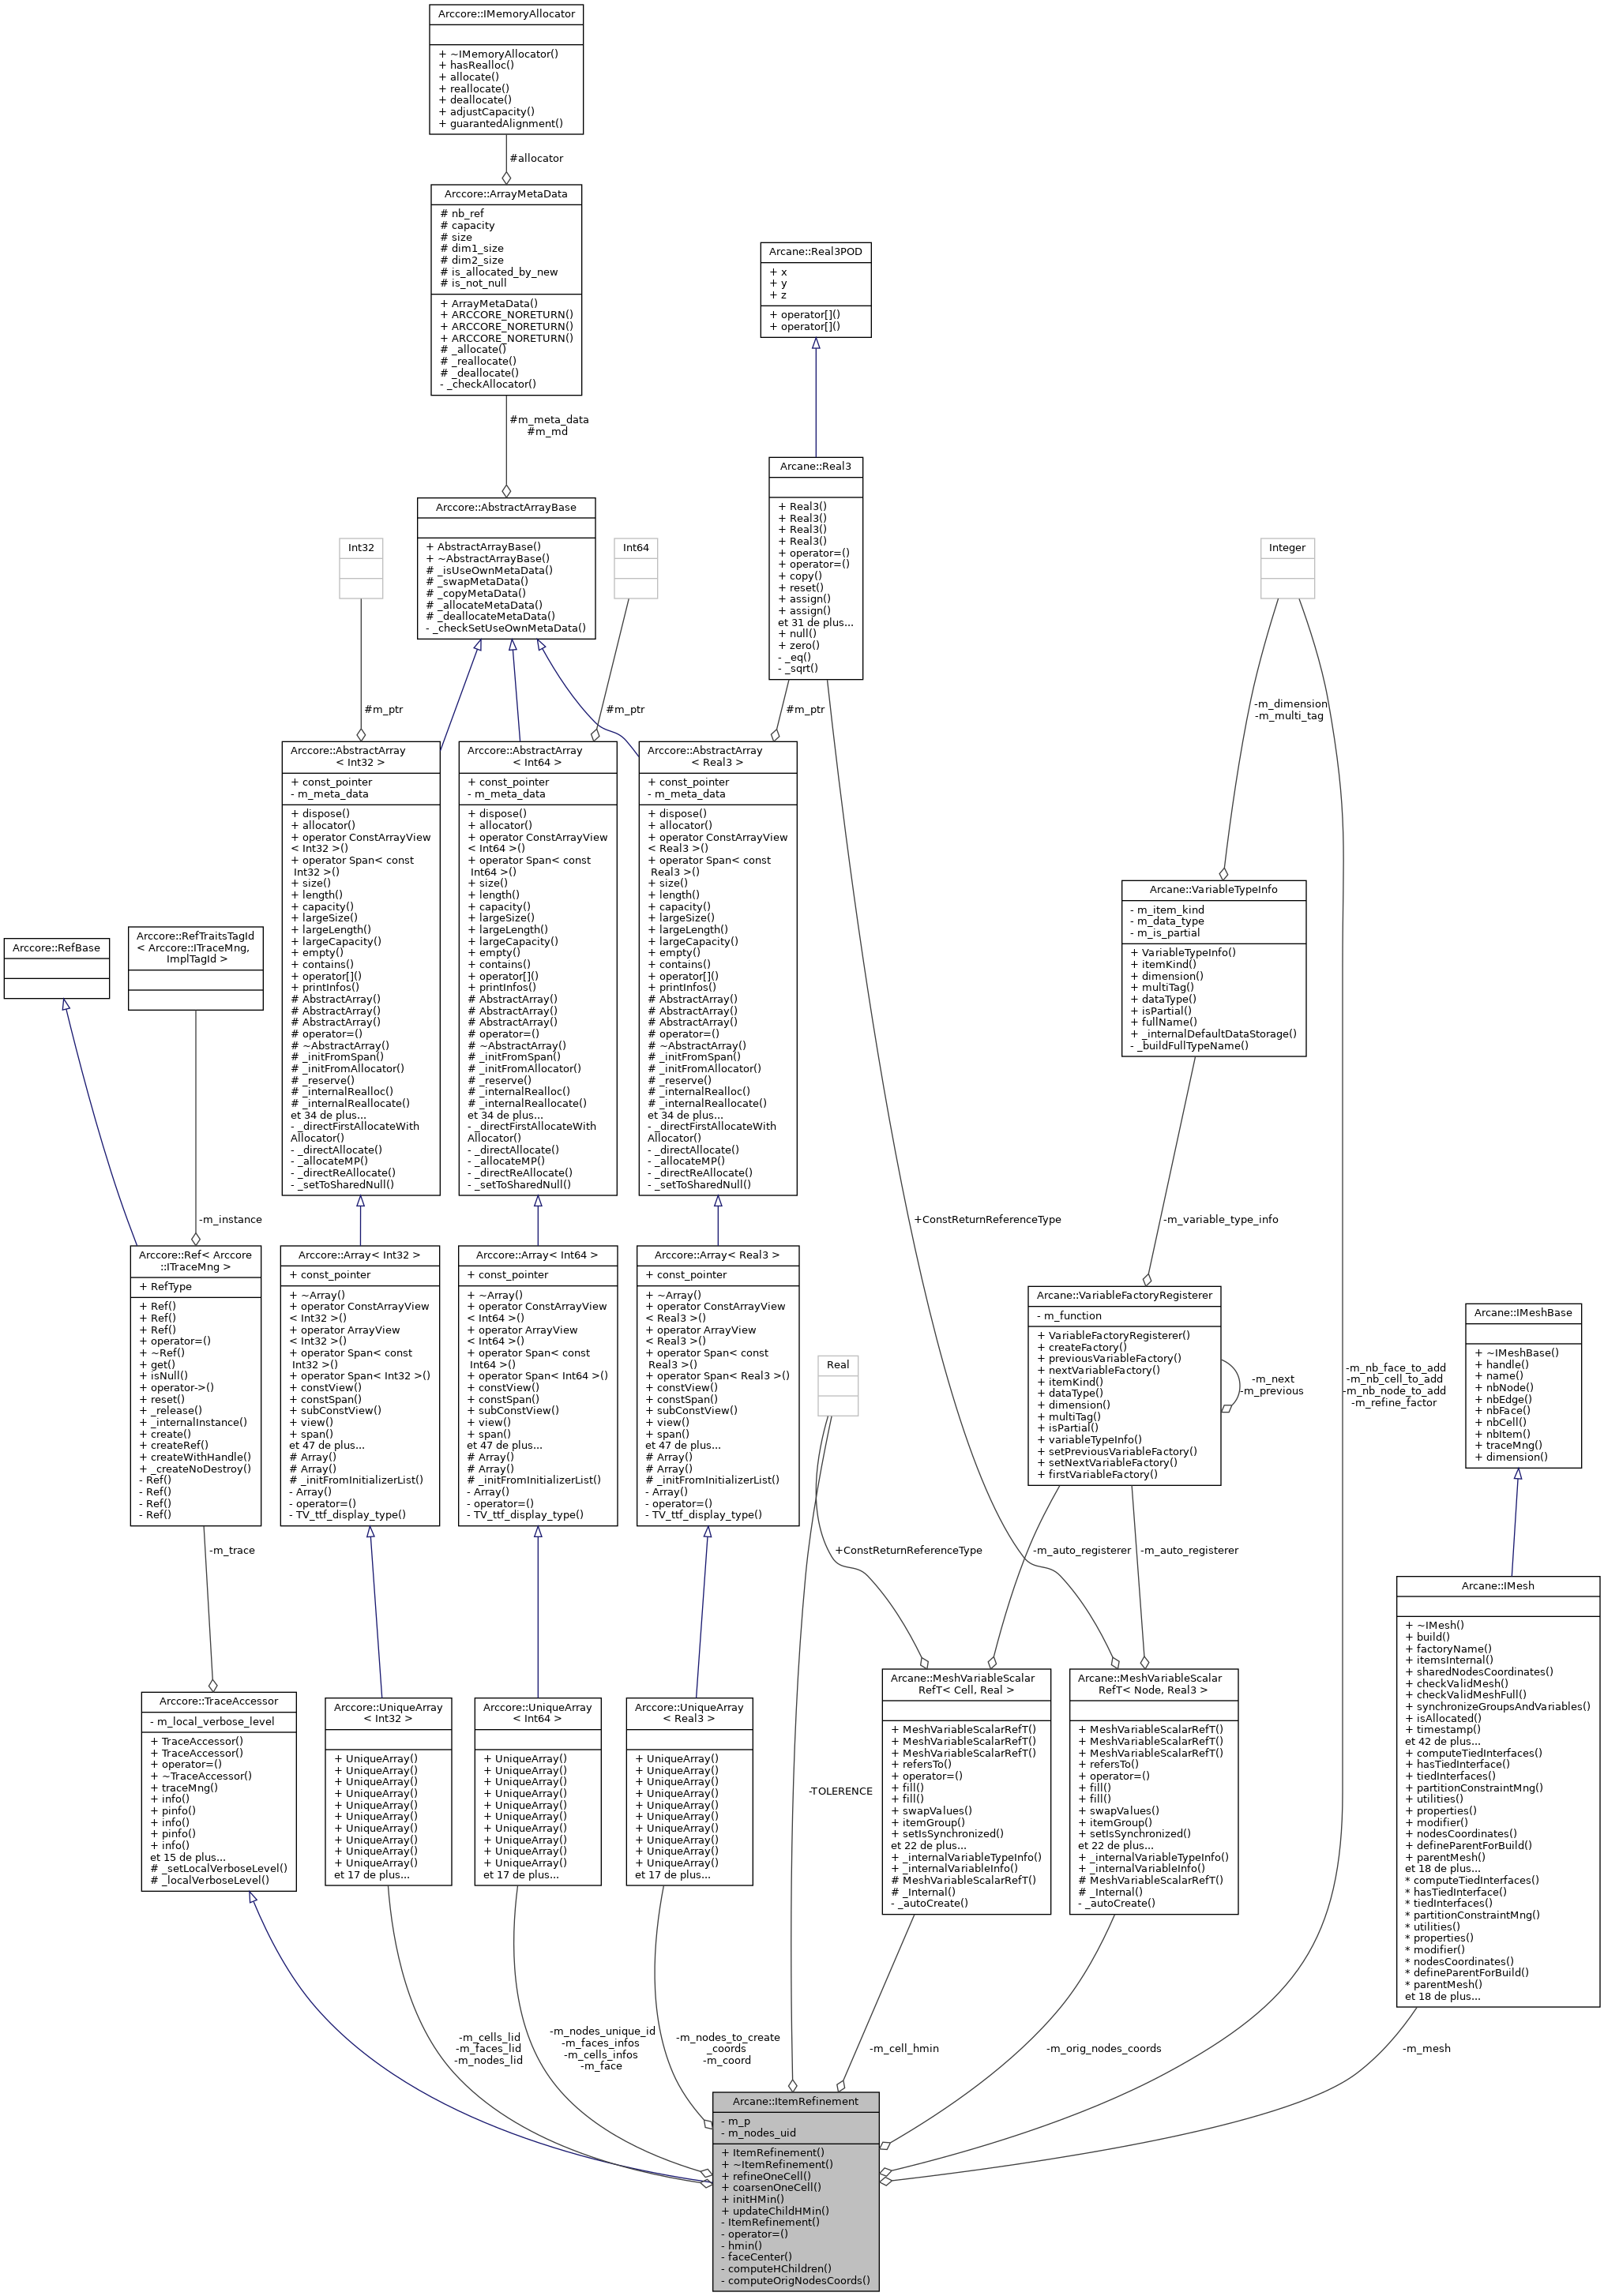 Arccore::IMemoryAllocator
+ ~IMemoryAllocator()
+ hasRealloc()
+ allocate()
+ reallocate()
+ deallocate()
+ adjustCapacity()
+ guarantedAlignment()
#allocator
Arccore::ArrayMetaData
# nb_ref
# capacity
# size
# dim1_size
# dim2_size
# is_allocated_by_new
# is_not_null
+ ArrayMetaData()
+ ARCCORE_NORETURN()
+ ARCCORE_NORETURN()
+ ARCCORE_NORETURN()
# _allocate()
# _reallocate()
# _deallocate()
- _checkAllocator()
#m_meta_data
#m_md
Arcane::Real3POD
+ x
+ y
+ z
+ operator[]()
+ operator[]()
Arccore::AbstractArrayBase
+ AbstractArrayBase()
+ ~AbstractArrayBase()
# _isUseOwnMetaData()
# _swapMetaData()
# _copyMetaData()
# _allocateMetaData()
# _deallocateMetaData()
- _checkSetUseOwnMetaData()
Arcane::Real3
+ Real3()
+ Real3()
+ Real3()
+ Real3()
+ operator=()
+ operator=()
+ copy()
+ reset()
+ assign()
+ assign()
et 31 de plus...
+ null()
+ zero()
- _eq()
- _sqrt()
Int32
Int64
Integer
#m_ptr
#m_ptr
#m_ptr
-m_dimension
-m_multi_tag
Arccore::AbstractArray
< Int32 >
+ const_pointer
- m_meta_data
+ dispose()
+ allocator()
+ operator ConstArrayView
< Int32 >()
+ operator Span< const
Int32 >()
+ size()
+ length()
+ capacity()
+ largeSize()
+ largeLength()
+ largeCapacity()
+ empty()
+ contains()
+ operator[]()
+ printInfos()
# AbstractArray()
# AbstractArray()
# AbstractArray()
# operator=()
# ~AbstractArray()
# _initFromSpan()
# _initFromAllocator()
# _reserve()
# _internalRealloc()
# _internalReallocate()
et 34 de plus...
- _directFirstAllocateWith
Allocator()
- _directAllocate()
- _allocateMP()
- _directReAllocate()
- _setToSharedNull()
Arccore::AbstractArray
< Int64 >
+ const_pointer
- m_meta_data
+ dispose()
+ allocator()
+ operator ConstArrayView
< Int64 >()
+ operator Span< const
Int64 >()
+ size()
+ length()
+ capacity()
+ largeSize()
+ largeLength()
+ largeCapacity()
+ empty()
+ contains()
+ operator[]()
+ printInfos()
# AbstractArray()
# AbstractArray()
# AbstractArray()
# operator=()
# ~AbstractArray()
# _initFromSpan()
# _initFromAllocator()
# _reserve()
# _internalRealloc()
# _internalReallocate()
et 34 de plus...
- _directFirstAllocateWith
Allocator()
- _directAllocate()
- _allocateMP()
- _directReAllocate()
- _setToSharedNull()
Arccore::AbstractArray
< Real3 >
+ const_pointer
- m_meta_data
+ dispose()
+ allocator()
+ operator ConstArrayView
< Real3 >()
+ operator Span< const
Real3 >()
+ size()
+ length()
+ capacity()
+ largeSize()
+ largeLength()
+ largeCapacity()
+ empty()
+ contains()
+ operator[]()
+ printInfos()
# AbstractArray()
# AbstractArray()
# AbstractArray()
# operator=()
# ~AbstractArray()
# _initFromSpan()
# _initFromAllocator()
# _reserve()
# _internalRealloc()
# _internalReallocate()
et 34 de plus...
- _directFirstAllocateWith
Allocator()
- _directAllocate()
- _allocateMP()
- _directReAllocate()
- _setToSharedNull()
Arcane::VariableTypeInfo
- m_item_kind
- m_data_type
- m_is_partial
+ VariableTypeInfo()
+ itemKind()
+ dimension()
+ multiTag()
+ dataType()
+ isPartial()
+ fullName()
+ _internalDefaultDataStorage()
- _buildFullTypeName()
Arccore::RefBase
Arccore::RefTraitsTagId
< Arccore::ITraceMng,
ImplTagId >
-m_instance
+ConstReturnReferenceType
-m_variable_type_info
Arccore::Ref< Arccore
::ITraceMng >
+ RefType
+ Ref()
+ Ref()
+ Ref()
+ operator=()
+ ~Ref()
+ get()
+ isNull()
+ operator->()
+ reset()
+ _release()
+ _internalInstance()
+ create()
+ createRef()
+ createWithHandle()
+ _createNoDestroy()
- Ref()
- Ref()
- Ref()
- Ref()
Arccore::Array< Int32 >
+ const_pointer
+ ~Array()
+ operator ConstArrayView
< Int32 >()
+ operator ArrayView
< Int32 >()
+ operator Span< const
Int32 >()
+ operator Span< Int32 >()
+ constView()
+ constSpan()
+ subConstView()
+ view()
+ span()
et 47 de plus...
# Array()
# Array()
# _initFromInitializerList()
- Array()
- operator=()
- TV_ttf_display_type()
Arccore::Array< Int64 >
+ const_pointer
+ ~Array()
+ operator ConstArrayView
< Int64 >()
+ operator ArrayView
< Int64 >()
+ operator Span< const
Int64 >()
+ operator Span< Int64 >()
+ constView()
+ constSpan()
+ subConstView()
+ view()
+ span()
et 47 de plus...
# Array()
# Array()
# _initFromInitializerList()
- Array()
- operator=()
- TV_ttf_display_type()
Arccore::Array< Real3 >
+ const_pointer
+ ~Array()
+ operator ConstArrayView
< Real3 >()
+ operator ArrayView
< Real3 >()
+ operator Span< const
Real3 >()
+ operator Span< Real3 >()
+ constView()
+ constSpan()
+ subConstView()
+ view()
+ span()
et 47 de plus...
# Array()
# Array()
# _initFromInitializerList()
- Array()
- operator=()
- TV_ttf_display_type()
Real
Arcane::VariableFactoryRegisterer
- m_function
+ VariableFactoryRegisterer()
+ createFactory()
+ previousVariableFactory()
+ nextVariableFactory()
+ itemKind()
+ dataType()
+ dimension()
+ multiTag()
+ isPartial()
+ variableTypeInfo()
+ setPreviousVariableFactory()
+ setNextVariableFactory()
+ firstVariableFactory()
-m_next
-m_previous
-m_nb_face_to_add
-m_nb_cell_to_add
-m_nb_node_to_add
-m_refine_factor
Arcane::IMeshBase
+ ~IMeshBase()
+ handle()
+ name()
+ nbNode()
+ nbEdge()
+ nbFace()
+ nbCell()
+ nbItem()
+ traceMng()
+ dimension()
-m_trace
+ConstReturnReferenceType
-m_auto_registerer
-m_auto_registerer
Arccore::TraceAccessor
- m_local_verbose_level
+ TraceAccessor()
+ TraceAccessor()
+ operator=()
+ ~TraceAccessor()
+ traceMng()
+ info()
+ pinfo()
+ info()
+ pinfo()
+ info()
et 15 de plus...
# _setLocalVerboseLevel()
# _localVerboseLevel()
Arccore::UniqueArray
< Int32 >
+ UniqueArray()
+ UniqueArray()
+ UniqueArray()
+ UniqueArray()
+ UniqueArray()
+ UniqueArray()
+ UniqueArray()
+ UniqueArray()
+ UniqueArray()
+ UniqueArray()
et 17 de plus...
Arccore::UniqueArray
< Int64 >
+ UniqueArray()
+ UniqueArray()
+ UniqueArray()
+ UniqueArray()
+ UniqueArray()
+ UniqueArray()
+ UniqueArray()
+ UniqueArray()
+ UniqueArray()
+ UniqueArray()
et 17 de plus...
Arccore::UniqueArray
< Real3 >
+ UniqueArray()
+ UniqueArray()
+ UniqueArray()
+ UniqueArray()
+ UniqueArray()
+ UniqueArray()
+ UniqueArray()
+ UniqueArray()
+ UniqueArray()
+ UniqueArray()
et 17 de plus...
-TOLERENCE
Arcane::MeshVariableScalar
RefT< Cell, Real >
+ MeshVariableScalarRefT()
+ MeshVariableScalarRefT()
+ MeshVariableScalarRefT()
+ refersTo()
+ operator=()
+ fill()
+ fill()
+ swapValues()
+ itemGroup()
+ setIsSynchronized()
et 22 de plus...
+ _internalVariableTypeInfo()
+ _internalVariableInfo()
# MeshVariableScalarRefT()
# _Internal()
- _autoCreate()
Arcane::MeshVariableScalar
RefT< Node, Real3 >
+ MeshVariableScalarRefT()
+ MeshVariableScalarRefT()
+ MeshVariableScalarRefT()
+ refersTo()
+ operator=()
+ fill()
+ fill()
+ swapValues()
+ itemGroup()
+ setIsSynchronized()
et 22 de plus...
+ _internalVariableTypeInfo()
+ _internalVariableInfo()
# MeshVariableScalarRefT()
# _Internal()
- _autoCreate()
Arcane::IMesh
+ ~IMesh()
+ build()
+ factoryName()
+ itemsInternal()
+ sharedNodesCoordinates()
+ checkValidMesh()
+ checkValidMeshFull()
+ synchronizeGroupsAndVariables()
+ isAllocated()
+ timestamp()
et 42 de plus...
+ computeTiedInterfaces()
+ hasTiedInterface()
+ tiedInterfaces()
+ partitionConstraintMng()
+ utilities()
+ properties()
+ modifier()
+ nodesCoordinates()
+ defineParentForBuild()
+ parentMesh()
et 18 de plus...
* computeTiedInterfaces()
* hasTiedInterface()
* tiedInterfaces()
* partitionConstraintMng()
* utilities()
* properties()
* modifier()
* nodesCoordinates()
* defineParentForBuild()
* parentMesh()
et 18 de plus...
-m_cells_lid
-m_faces_lid
-m_nodes_lid
-m_nodes_unique_id
-m_faces_infos
-m_cells_infos
-m_face
-m_nodes_to_create
_coords
-m_coord
-m_cell_hmin
-m_orig_nodes_coords
-m_mesh
Arcane::ItemRefinement
- m_p
- m_nodes_uid
+ ItemRefinement()
+ ~ItemRefinement()
+ refineOneCell()
+ coarsenOneCell()
+ initHMin()
+ updateChildHMin()
- ItemRefinement()
- operator=()
- hmin()
- faceCenter()
- computeHChildren()
- computeOrigNodesCoords()